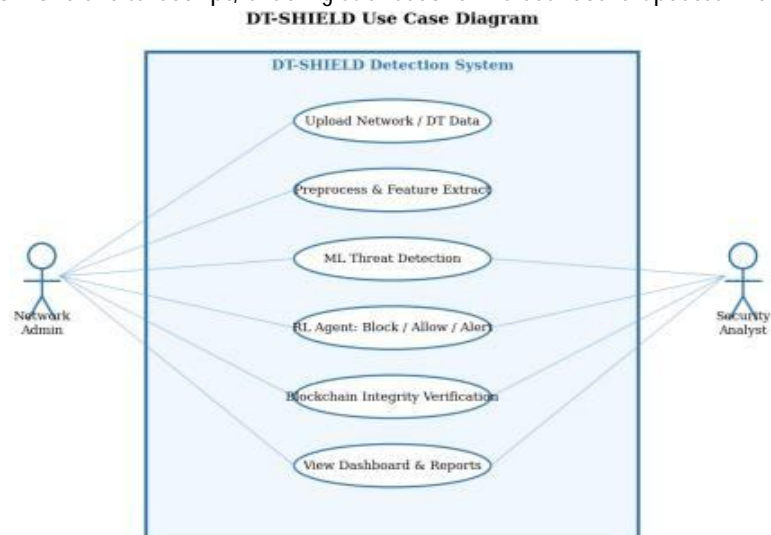 DT-SHIELD Use Case Diagram
DT-SHIELD Detection System
Upload Network / DT Data
Preprocess & Feature Extract
ML Threat Detection
RL Agent: Block / Allow / Alert
Blockchain Integrity Verification
View Dashboard & Reports
Network
Admin
Security
Analyst